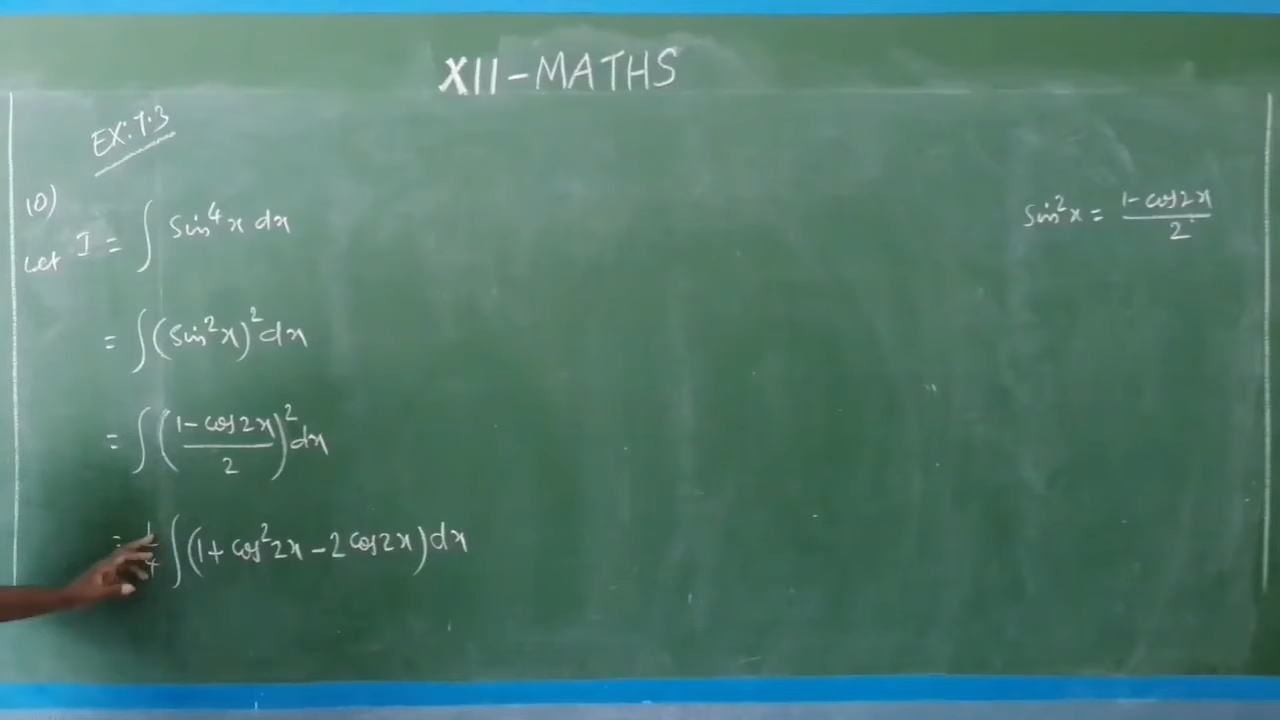 XII-MATHS
EX:7.3
10)
Let I = ∫ sin⁴x dx
sin²x = (1-cos2x)/2
= ∫(sin²x)² dx
= ∫((1-cos2x)/2)² dx
= 1/4 ∫(1+cos²2x-2cos2x)dx